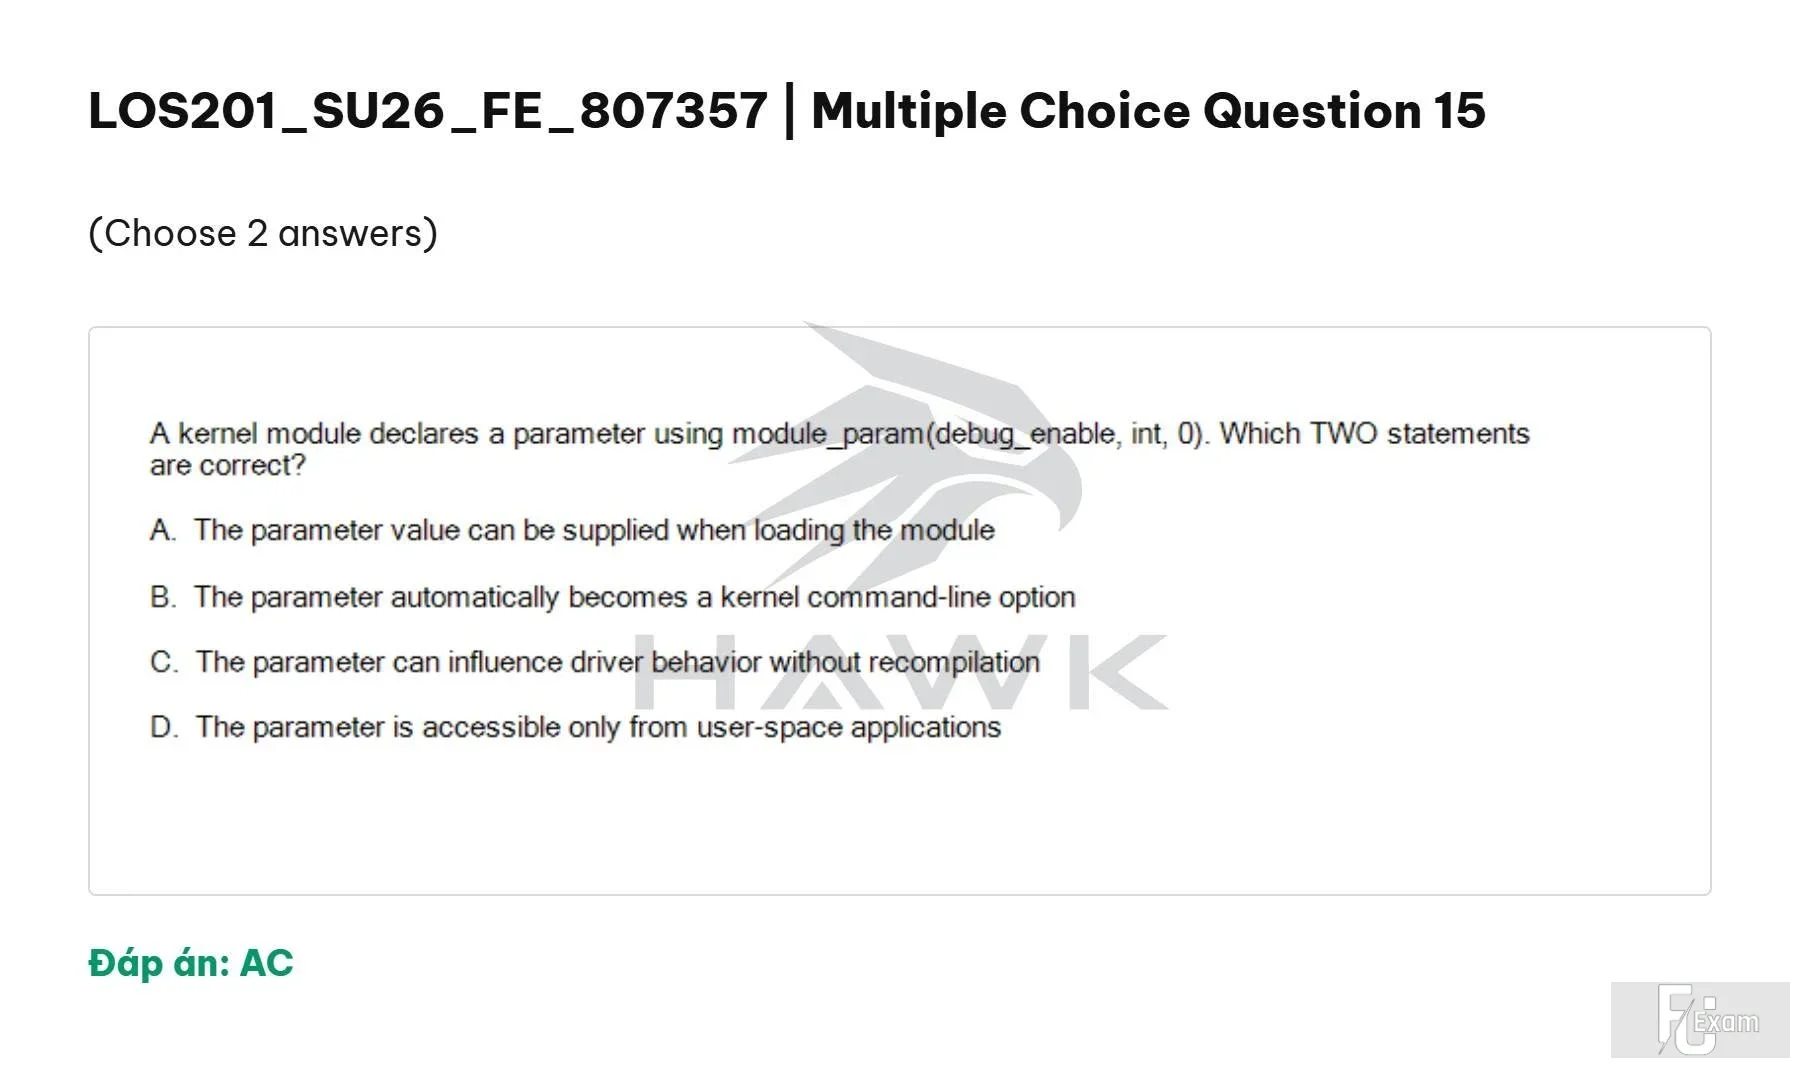 LOS201_SU26_FE_807357 | Multiple Choice Question 15
(Choose 2 answers)
A kernel module declares a parameter using module_param(debug_enable, int, 0). Which TWO statements
are correct?
A. The parameter value can be supplied when loading the module
B. The parameter automatically becomes a kernel command-line option
C. The parameter can influence driver behavior without recompilation
D. The parameter is accessible only from user-space applications
HAWK
Đáp án: AC
FU Exam